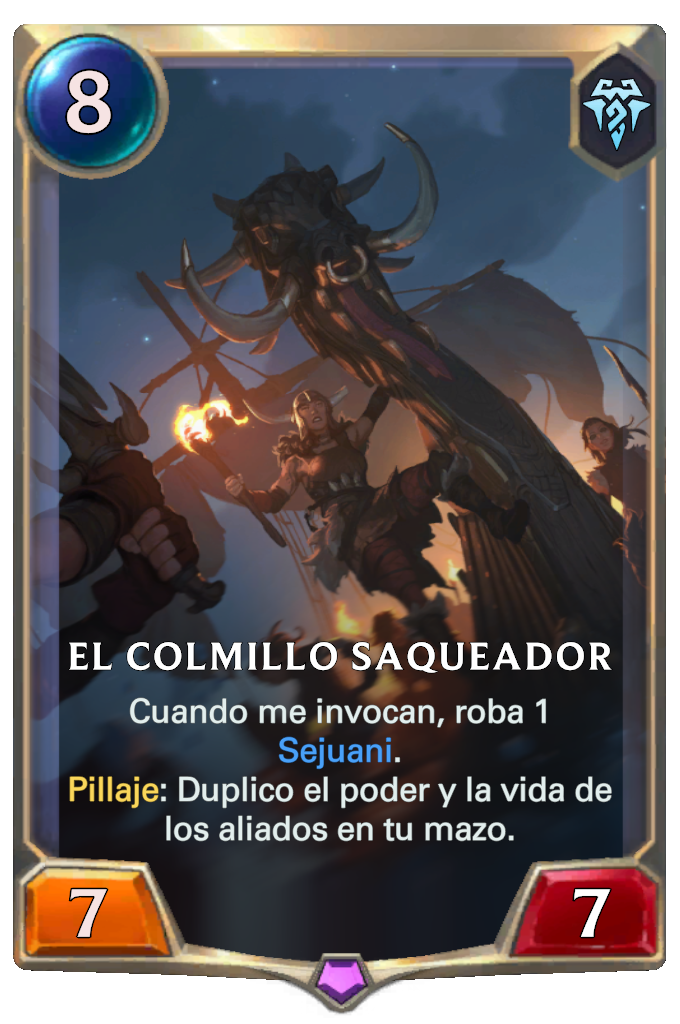 8
EL COLMILLO SAQUEADOR
Cuando me invocan, roba 1
Sejuani.
Pillaje: Duplico el poder y la vida de
los aliados en tu mazo.
7
7